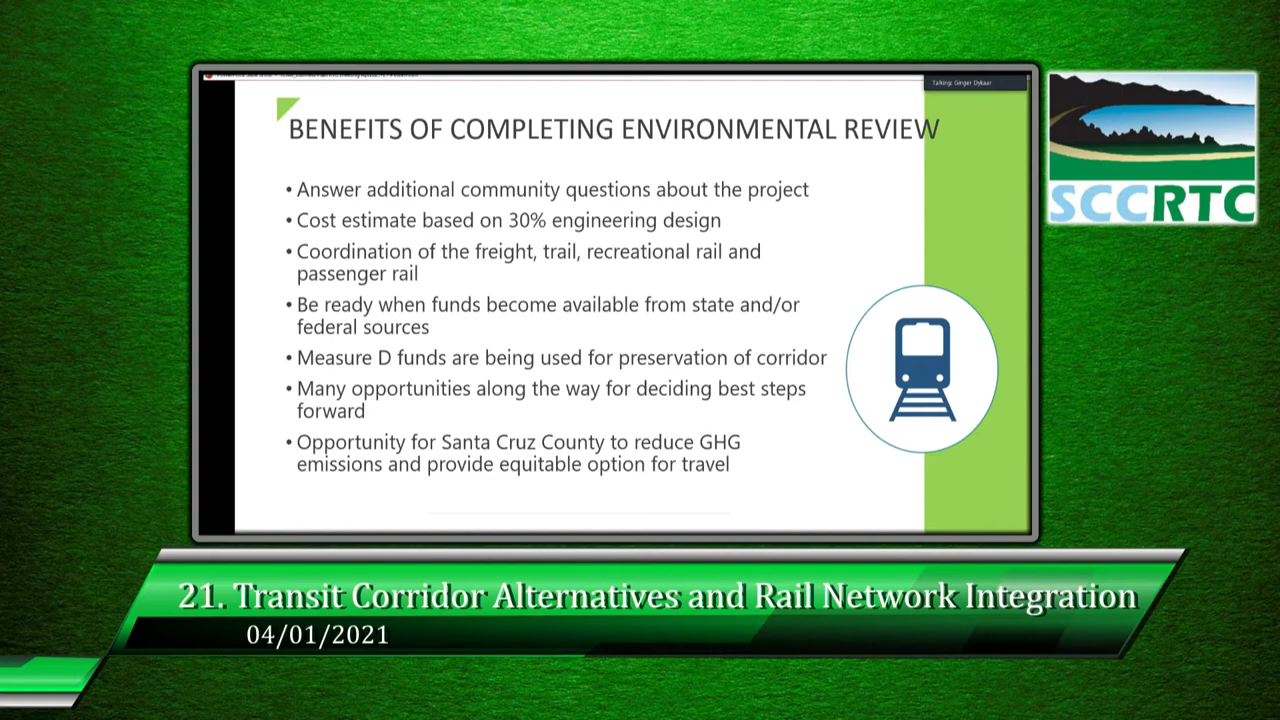 Talking: Ginger Dykaar
BENEFITS OF COMPLETING ENVIRONMENTAL REVIEW
• Answer additional community questions about the project
• Cost estimate based on 30% engineering design
• Coordination of the freight, trail, recreational rail and
passenger rail
• Be ready when funds become available from state and/or
federal sources
• Measure D funds are being used for preservation of corridor
• Many opportunities along the way for deciding best steps
forward
• Opportunity for Santa Cruz County to reduce GHG
emissions and provide equitable option for travel
SCCRTC
21. Transit Corridor Alternatives and Rail Network Integration
04/01/2021